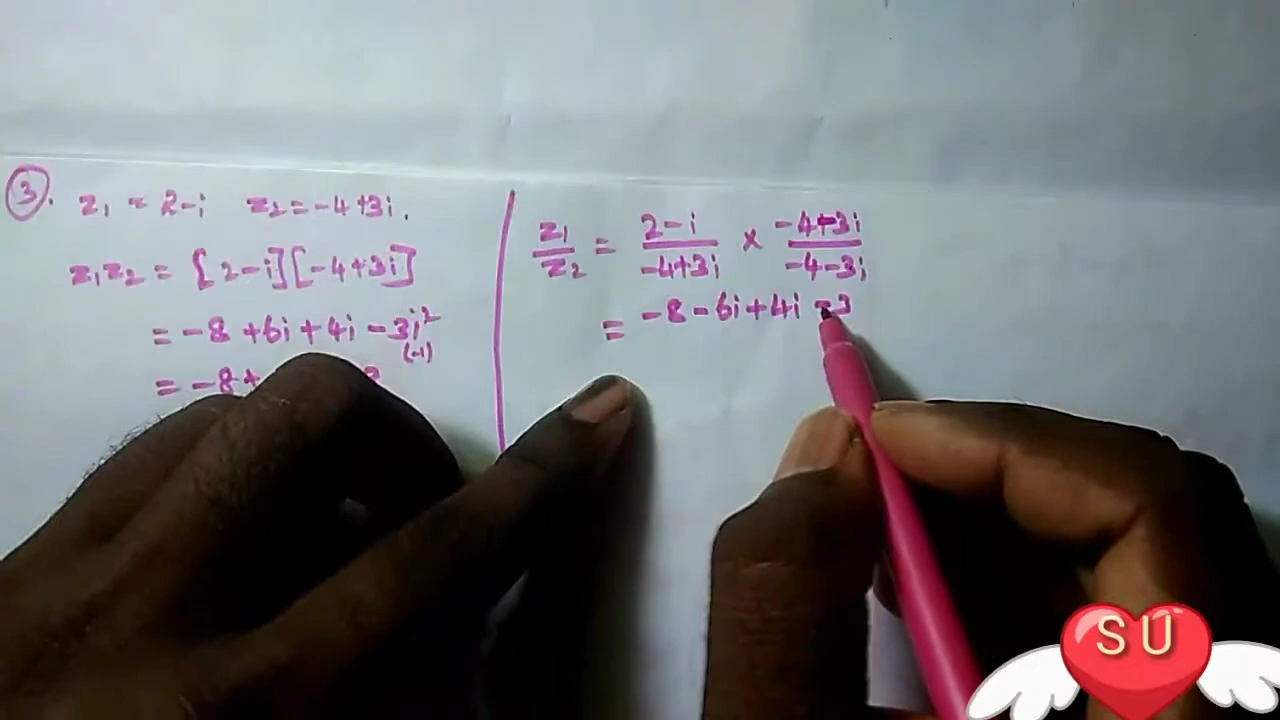 ③. z₁ = 2-i z₂ = -4+3i.
z₁z₂ = [2-i][-4+3i]
= -8 +6i +4i -3i²
(-1)
= -8+
z₁/z₂ = 2-i/-4+3i × -4-3i/-4-3i
= -8 -6i +4i -3
SU